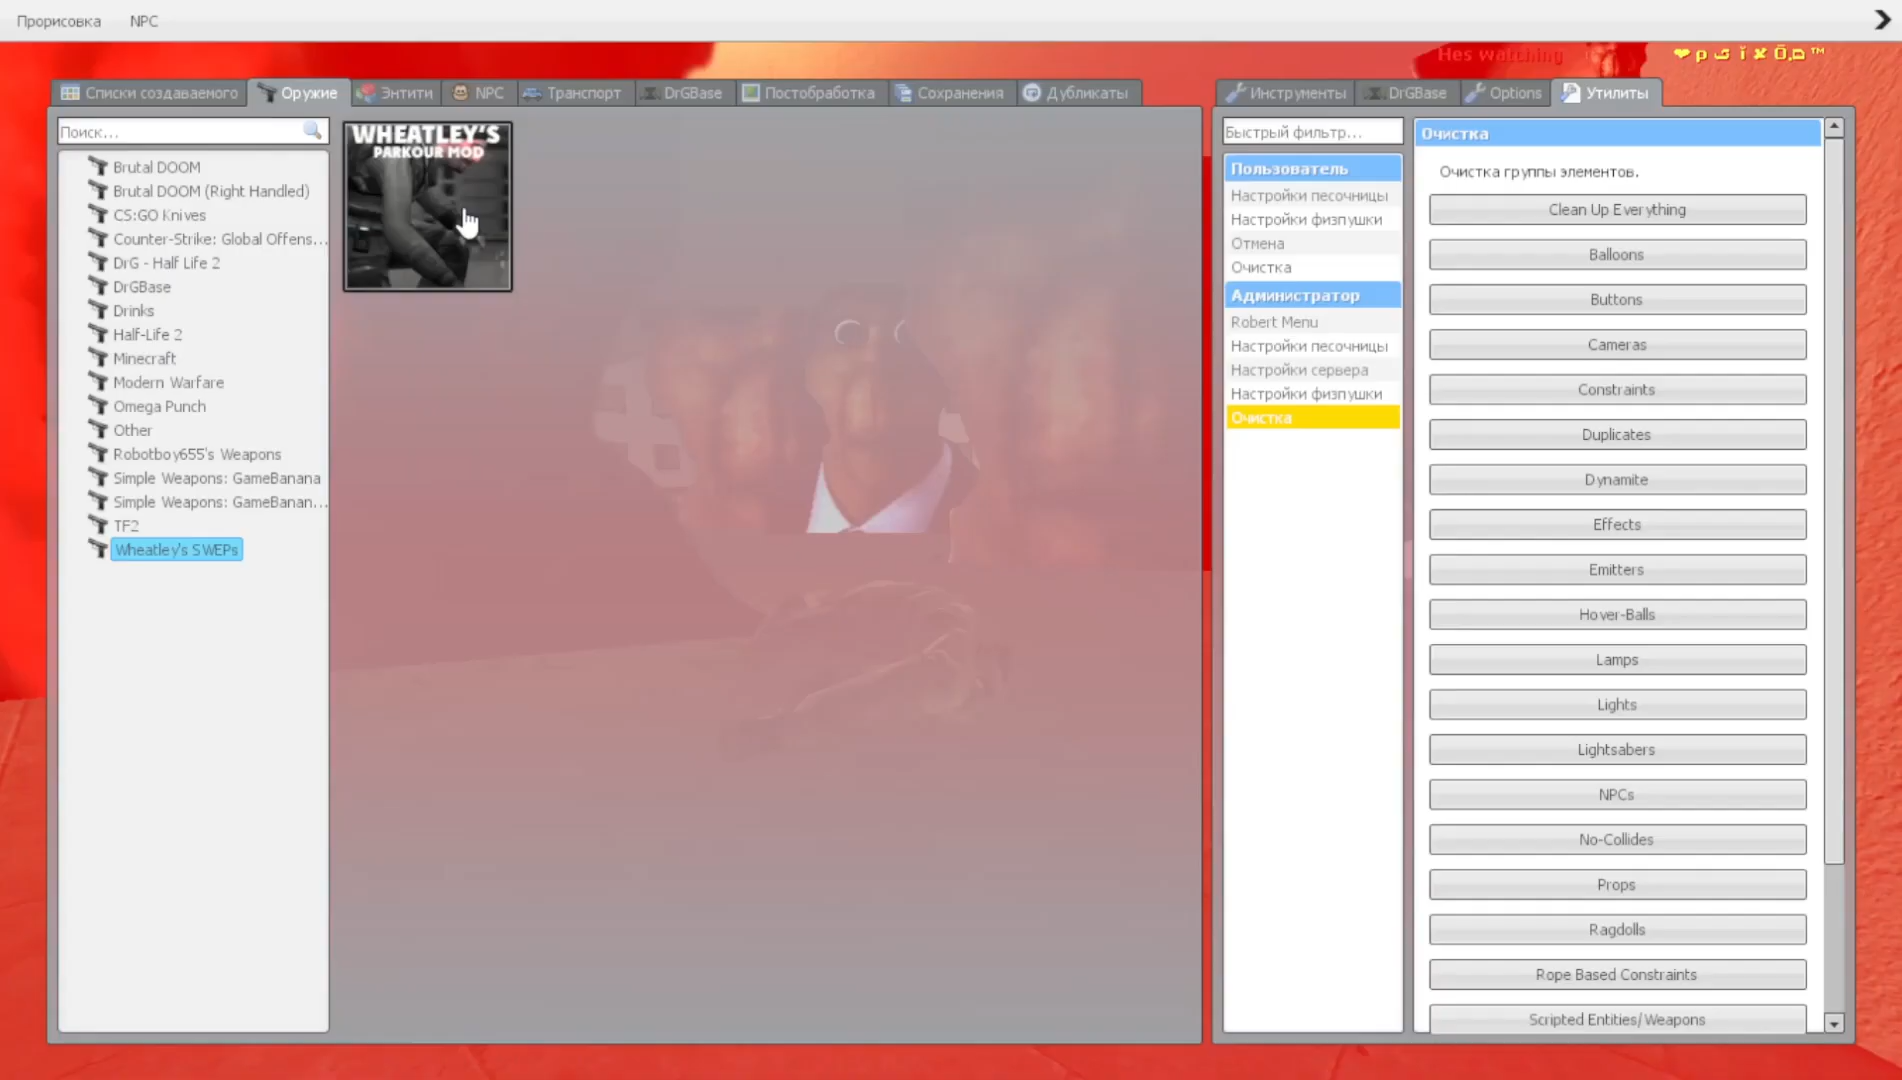 Прорисовка NPC
Hes watching
Списки создаваемого Оружие Энтити NPC Транспорт DrGBase Постобработка Сохранения Дубликаты
Инструменты DrGBase Options Утилиты
Поиск...
Brutal DOOM
Brutal DOOM (Right Handled)
CS:GO Knives
Counter-Strike: Global Offens...
DrG - Half Life 2
DrGBase
Drinks
Half-Life 2
Minecraft
Modern Warfare
Omega Punch
Other
Robotboy655's Weapons
Simple Weapons: GameBanana
Simple Weapons: GameBanan...
TF2
Wheatley's SWEPs
WHEATLEY'S
PARKOUR MOD
Быстрый фильтр...
Пользователь
Настройки песочницы
Настройки физпушки
Отмена
Очистка
Администратор
Robert Menu
Настройки песочницы
Настройки сервера
Настройки физпушки
Очистка
Очистка
Очистка группы элементов.
Clean Up Everything
Balloons
Buttons
Cameras
Constraints
Duplicates
Dynamite
Effects
Emitters
Hover-Balls
Lamps
Lights
Lightsabers
NPCs
No-Collides
Props
Ragdolls
Rope Based Constraints
Scripted Entities/Weapons